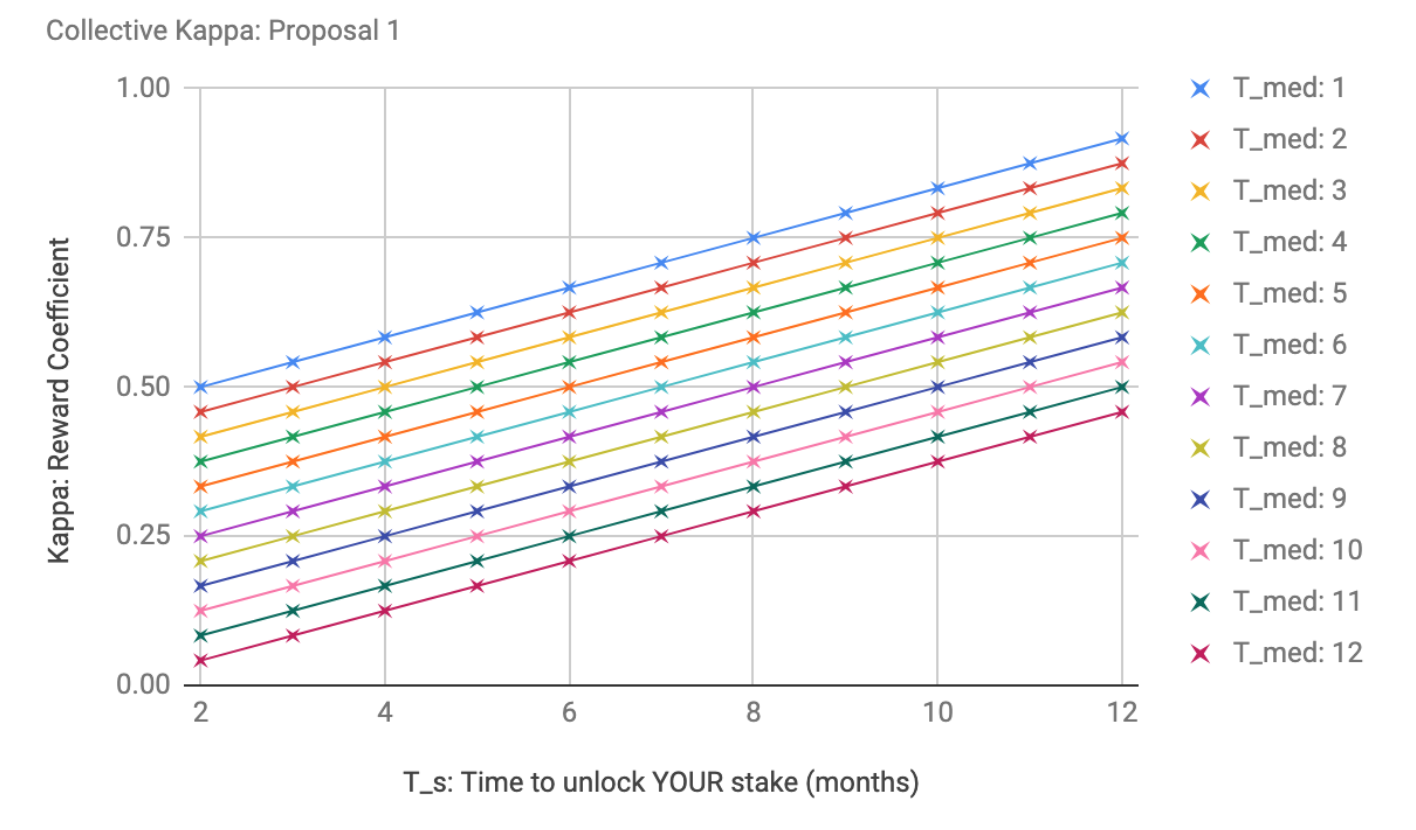 Collective Kappa: Proposal 1
1.00
0.75
0.50
0.25
0.00
Kappa: Reward Coefficient
2 4 6 8 10 12
T_s: Time to unlock YOUR stake (months)
T_med: 1
T_med: 2
T_med: 3
T_med: 4
T_med: 5
T_med: 6
T_med: 7
T_med: 8
T_med: 9
T_med: 10
T_med: 11
T_med: 12